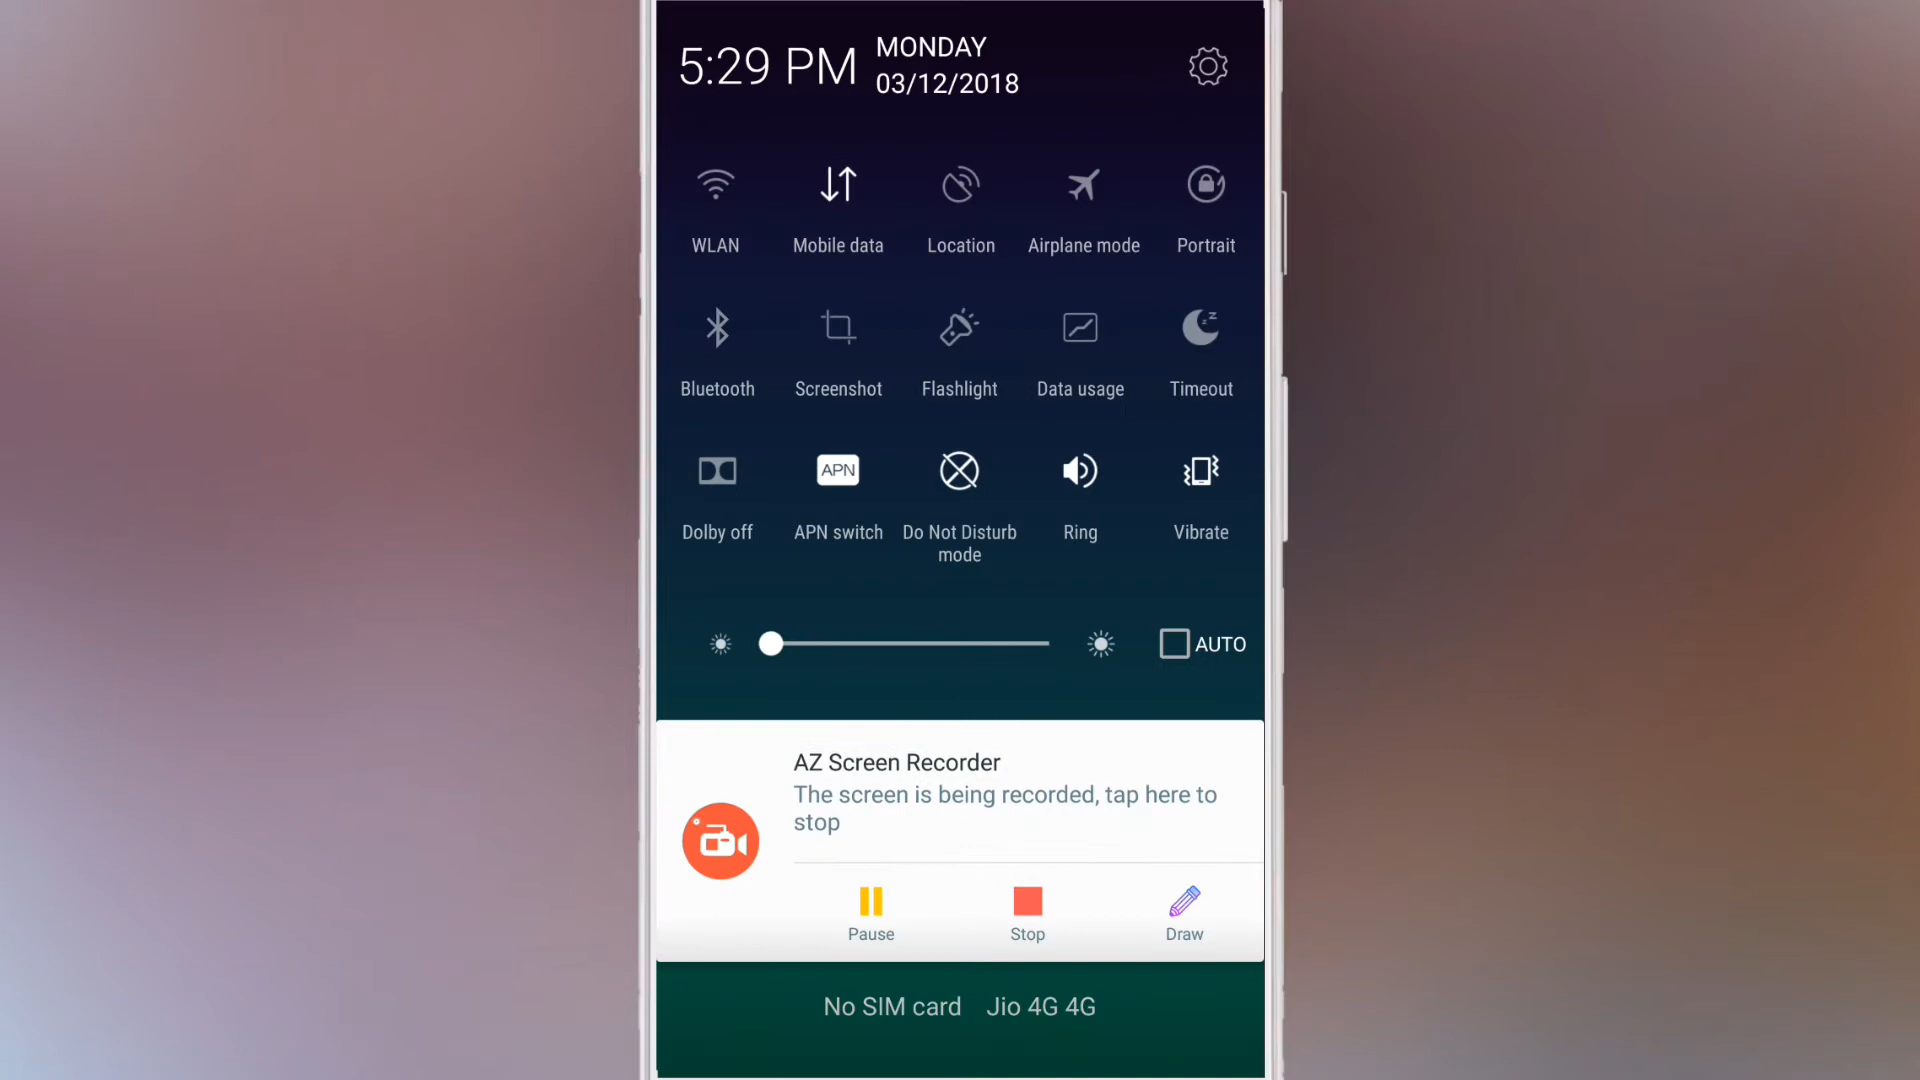 5:29 PM
MONDAY
03/12/2018
WLAN
Mobile data
Location
Airplane mode
Portrait
Bluetooth
Screenshot
Flashlight
Data usage
Timeout
APN
Dolby off
APN switch
Do Not Disturb
mode
Ring
Vibrate
AUTO
AZ Screen Recorder
The screen is being recorded, tap here to
stop
Pause
Stop
Draw
No SIM card Jio 4G 4G